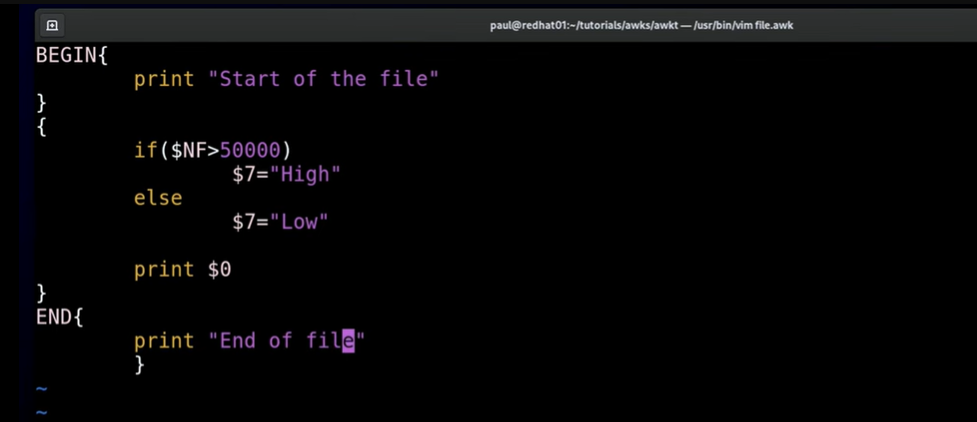 paul@redhat01:~/tutorials/awks/awkt — /usr/bin/vim file.awk
BEGIN{
print "Start of the file"
}
{
if($NF>50000)
$7="High"
else
$7="Low"
print $0
}
END{
print "End of file"
}
~
~